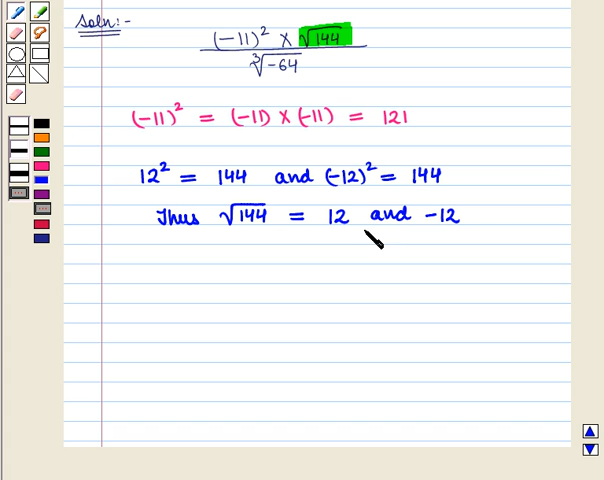 Soln:-
(-11)² × √144
∛-64
(-11)² = (-11) × (-11) = 121
12² = 144 and (-12)² = 144
Thus √144 = 12 and -12